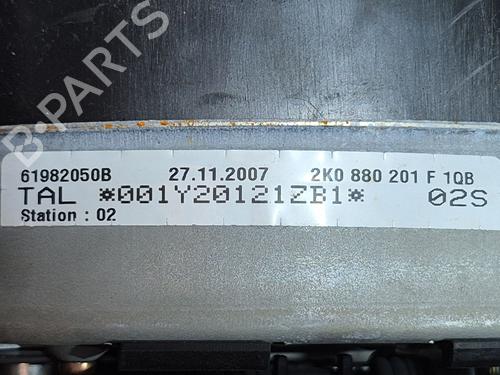 B-PARTS
61982050B 27.11.2007 2K0 880 201 F 1QB
TAL *001Y20121ZB1* 02S
Station : 02